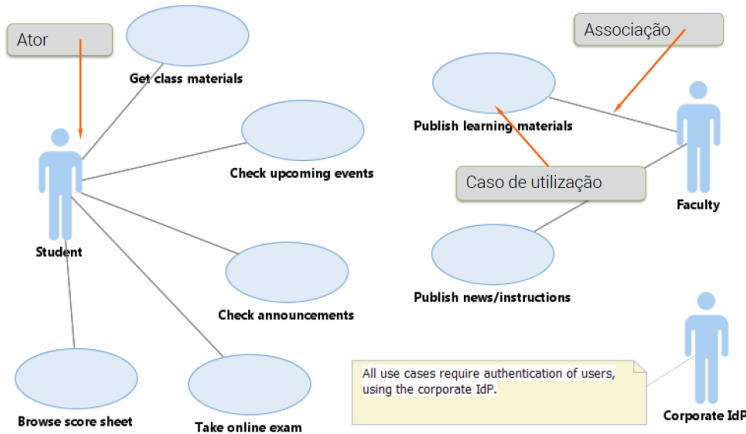 Ator
Associação
Get class materials
Publish learning materials
Check upcoming events
Caso de utilização
Faculty
Student
Publish news/instructions
Check announcements
All use cases require authentication of users,
using the corporate IdP.
Browse score sheet
Take online exam
Corporate IdP